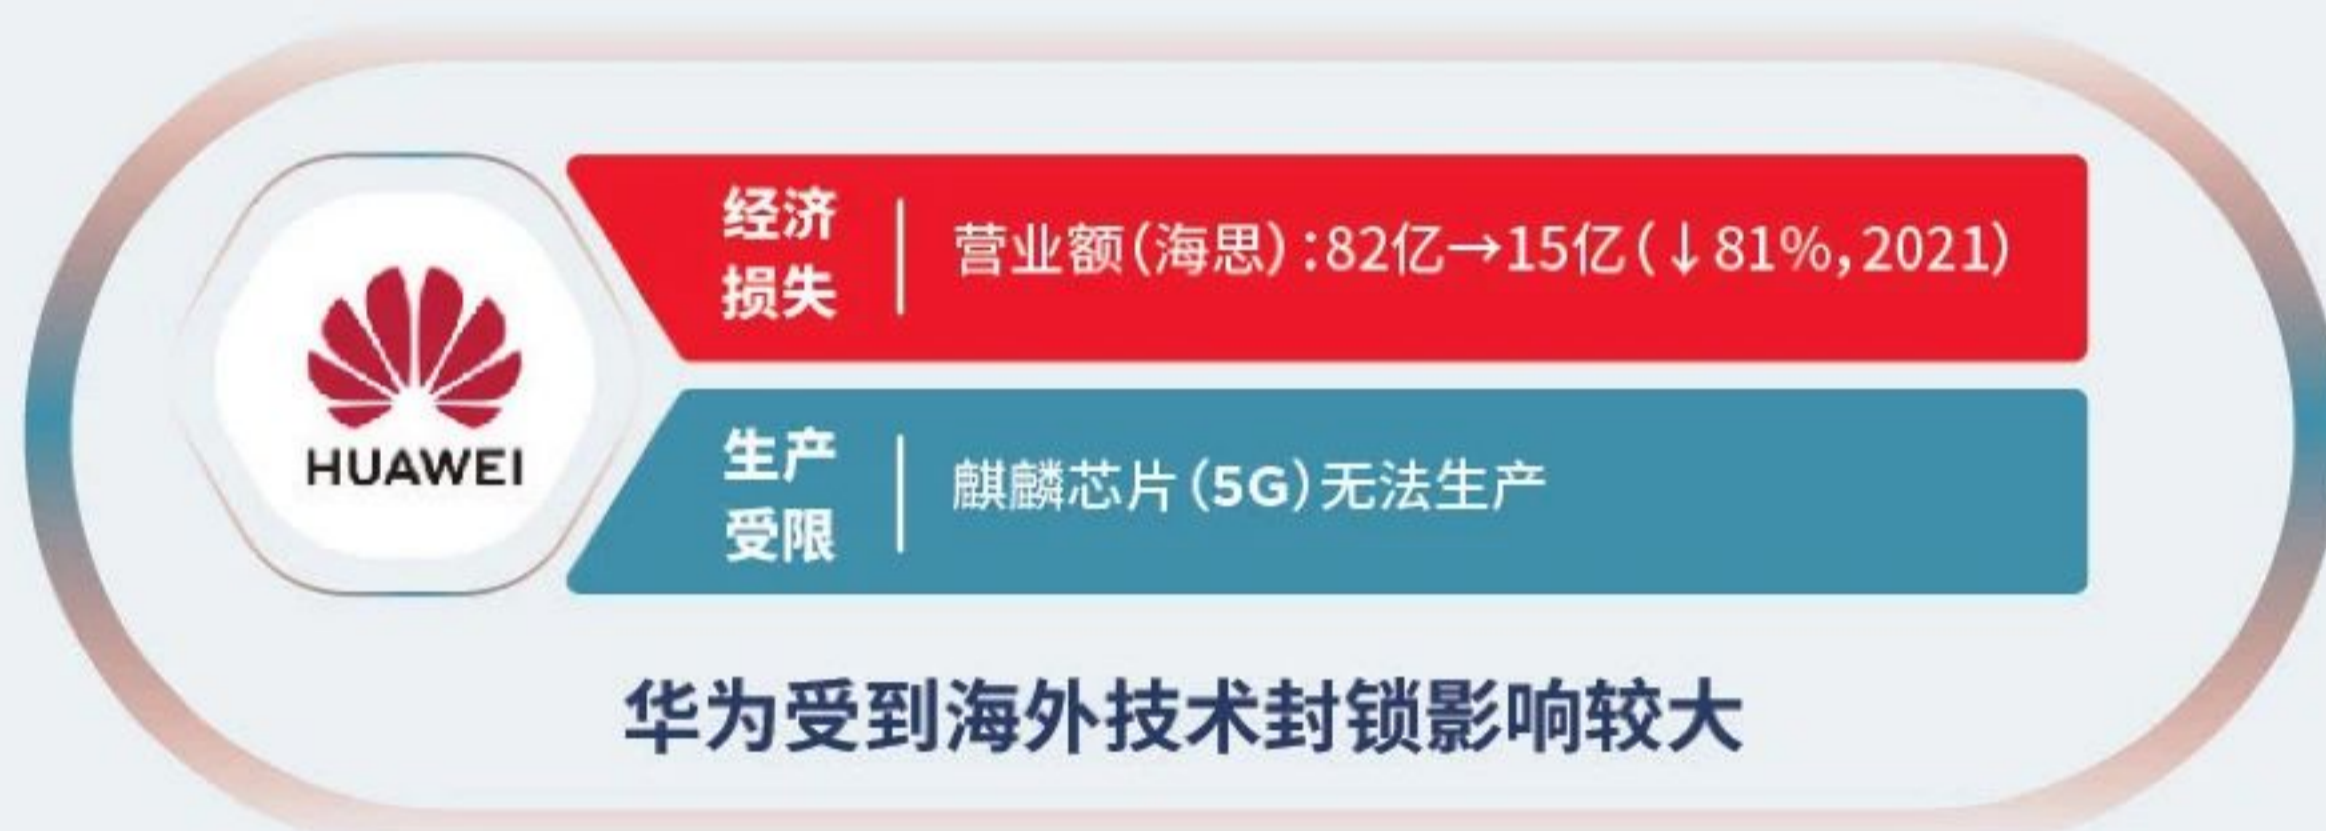 HUAWEI
经济
损失
营业额(海思):82亿→15亿(↓81%,2021)
生产
受限
麒麟芯片(5G)无法生产
华为受到海外技术封锁影响较大